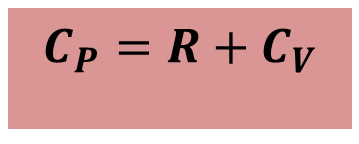 C_P = R + C_V